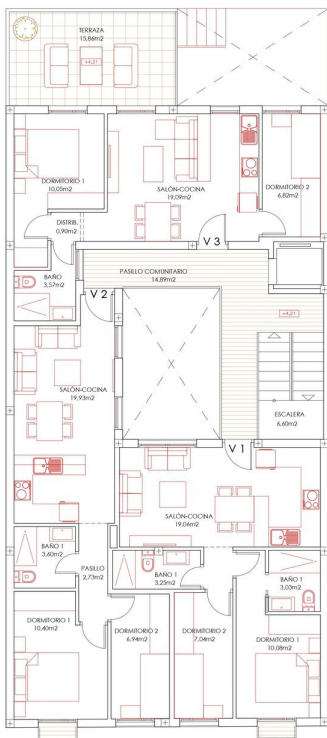 TERRAZA
15,86m2
+4,21
DORMITORIO 1
10,05m2
SALÓN-COCINA
19,09m2
DORMITORIO 2
6,82m2
DISTRIB.
0,90m2
V 3
BAÑO
3,57m2
PASILLO COMUNITARIO
14,89m2
V 2
+4,21
SALÓN-COCINA
19,93m2
ESCALERA
6,60m2
V 1
SALÓN-COCINA
19,06m2
BAÑO 1
3,60m2
PASILLO
2,73m2
BAÑO 1
3,25m2
BAÑO 1
3,03m2
DORMITORIO 1
10,40m2
DORMITORIO 2
6,94m2
DORMITORIO 2
7,04m2
DORMITORIO 1
10,08m2